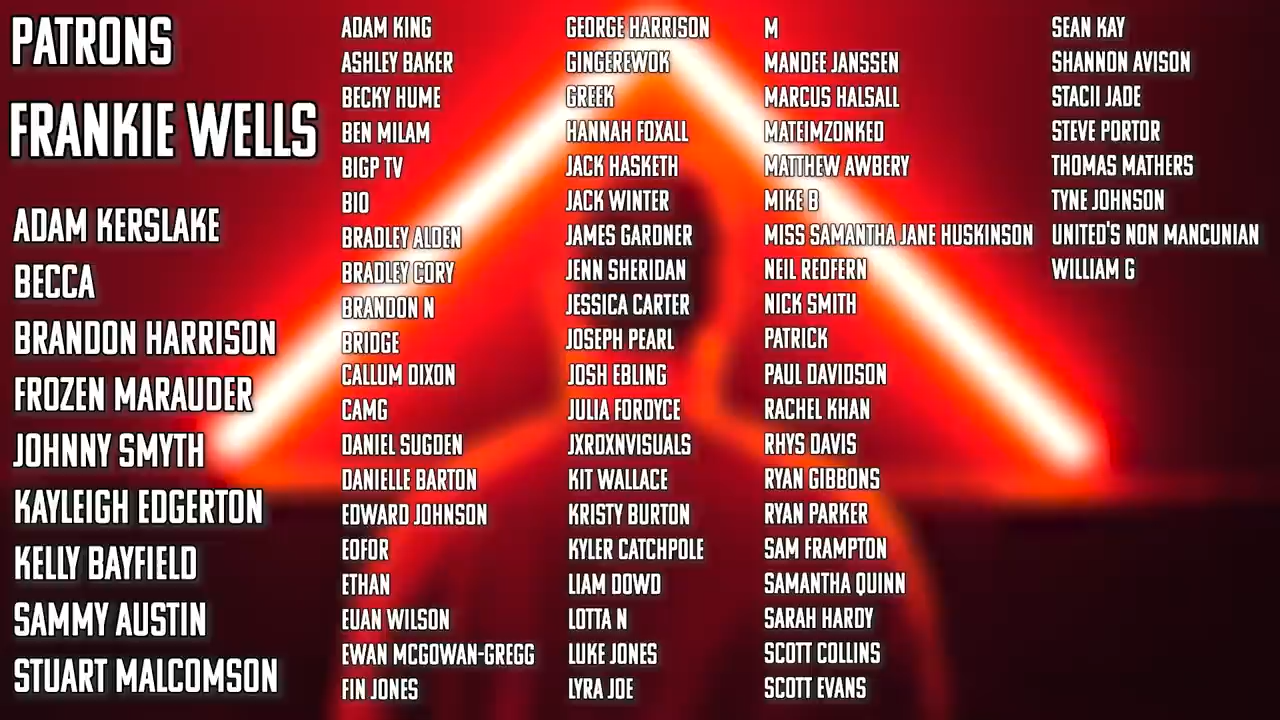 PATRONS
FRANKIE WELLS
ADAM KERSLAKE
BECCA
BRANDON HARRISON
FROZEN MARAUDER
JOHNNY SMYTH
KAYLEIGH EDGERTON
KELLY BAYFIELD
SAMMY AUSTIN
STUART MALCOMSON
ADAM KING
ASHLEY BAKER
BECKY HUME
BEN MILAM
BIGP TV
BIO
BRADLEY ALDEN
BRADLEY CORY
BRANDON N
BRIDGE
CALLUM DIXON
CAMG
DANIEL SUGDEN
DANIELLE BARTON
EDWARD JOHNSON
EOFOR
ETHAN
EUAN WILSON
EWAN MCGOWAN-GREGG
FIN JONES
GEORGE HARRISON
GINGEREWOK
GREEK
HANNAH FOXALL
JACK HASKETH
JACK WINTER
JAMES GARDNER
JENN SHERIDAN
JESSICA CARTER
JOSEPH PEARL
JOSH EBLING
JULIA FORDYCE
JXRDXNVISUALS
KIT WALLACE
KRISTY BURTON
KYLER CATCHPOLE
LIAM DOWD
LOTTA N
LUKE JONES
LYRA JOE
M
MANDEE JANSSEN
MARCUS HALSALL
MATEIMZONKED
MATTHEW AWBERY
MIKE B
MISS SAMANTHA JANE HUSKINSON
NEIL REDFERN
NICK SMITH
PATRICK
PAUL DAVIDSON
RACHEL KHAN
RHYS DAVIS
RYAN GIBBONS
RYAN PARKER
SAM FRAMPTON
SAMANTHA QUINN
SARAH HARDY
SCOTT COLLINS
SCOTT EVANS
SEAN KAY
SHANNON AVISON
STACII JADE
STEVE PORTOR
THOMAS MATHERS
TYNE JOHNSON
UNITED'S NON MANCUNIAN
WILLIAM G